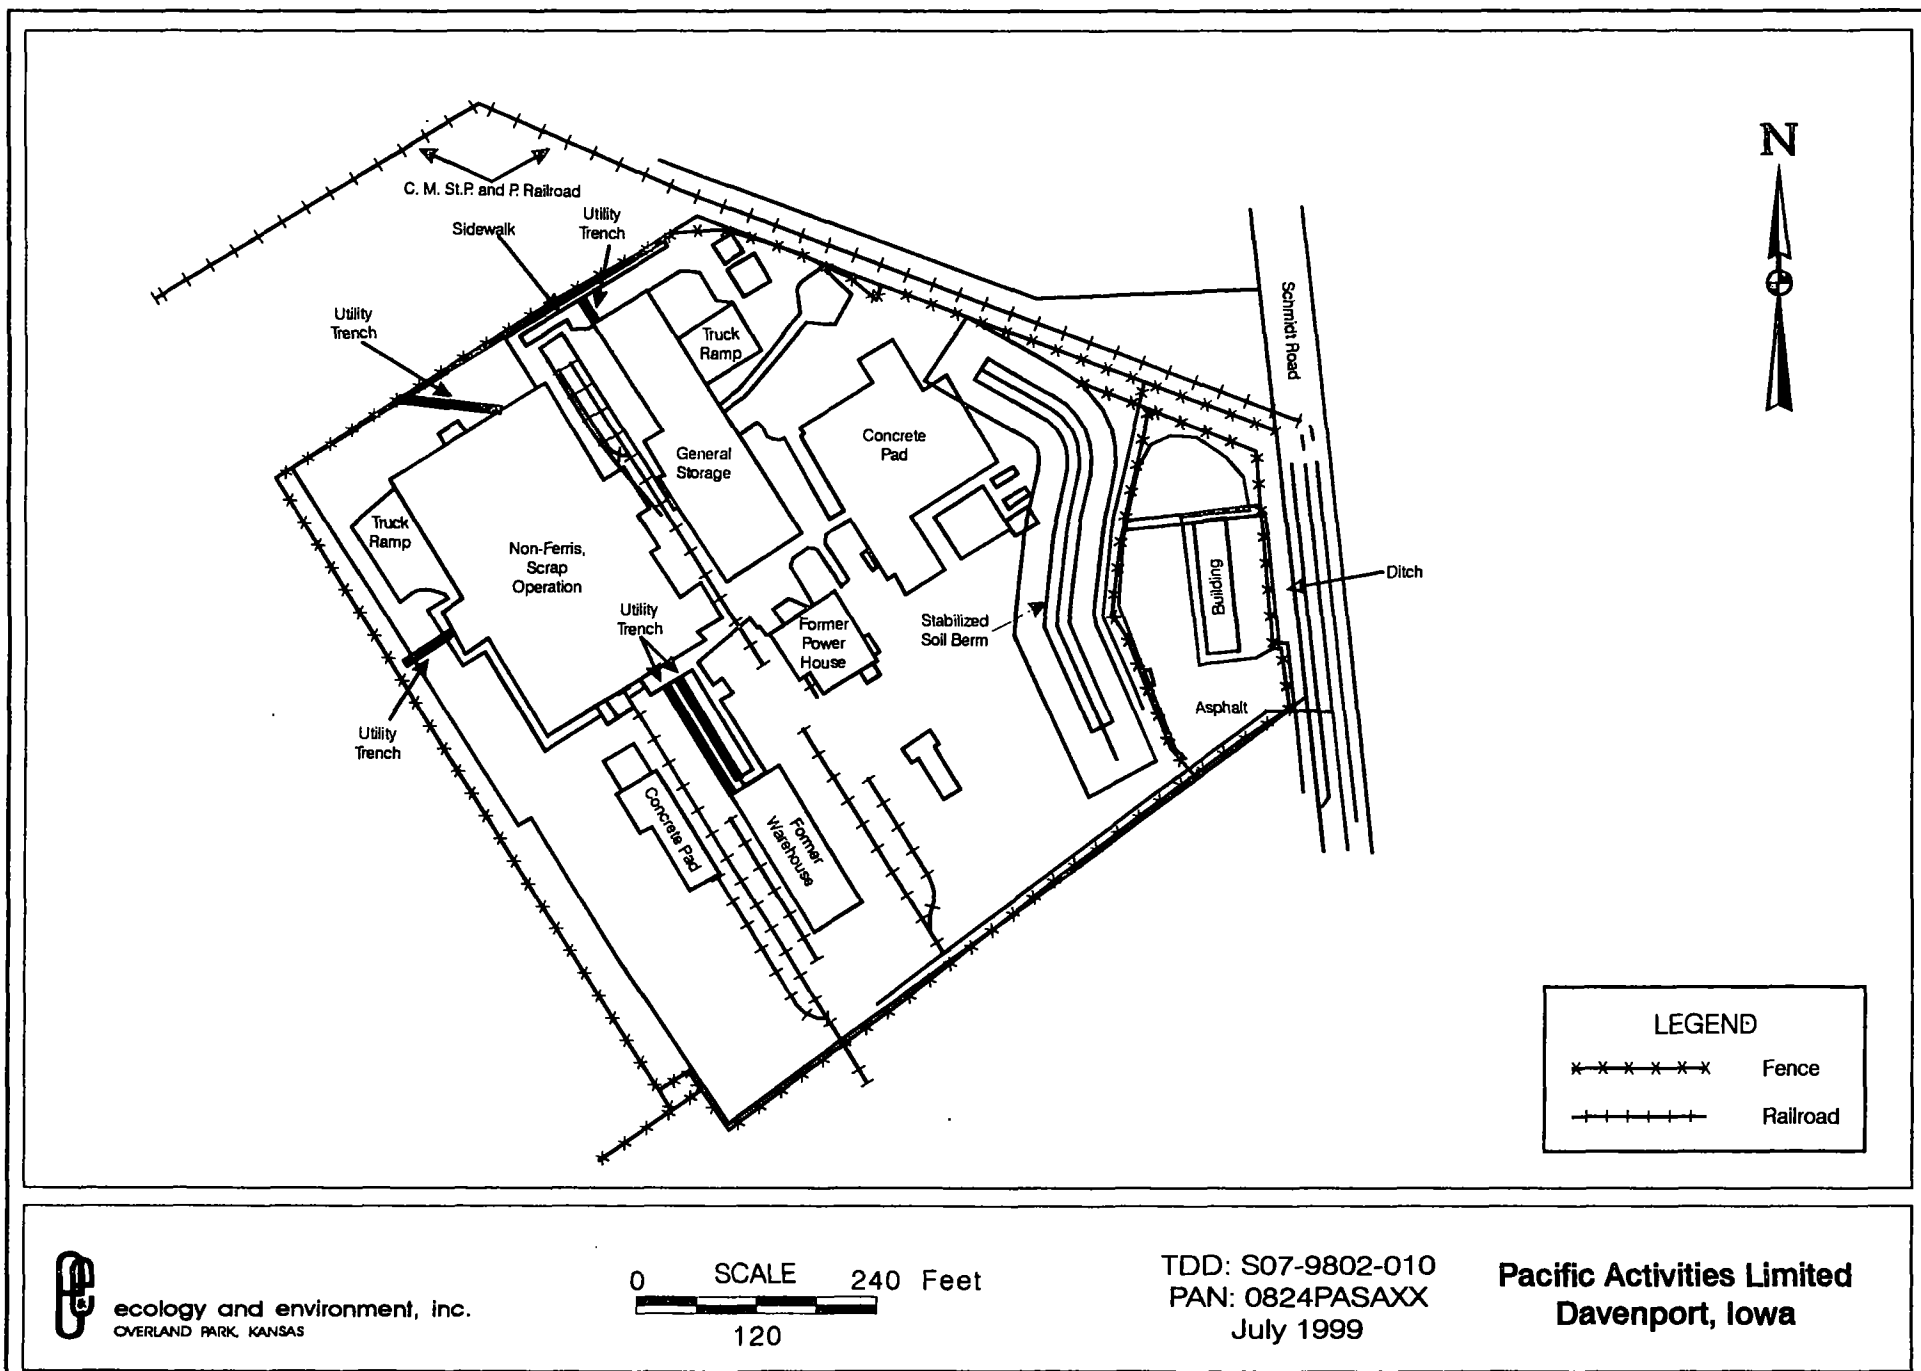 N
C. M. St.P. and P. Railroad
Sidewalk
Utility
Trench
Utility
Trench
Schmidt Road
Truck
Ramp
Concrete
Pad
General
Storage
Truck
Ramp
Non-Ferris,
Scrap
Operation
Building
Ditch
Utility
Trench
Former
Power
House
Stabilized
Soil Berm
Asphalt
Utility
Trench
Concrete Pad
Former
Warehouse
LEGEND
Fence
Railroad
e&e
ecology and environment, inc.
OVERLAND PARK, KANSAS
0 SCALE 240 Feet
120
TDD: S07-9802-010
PAN: 0824PASAXX
July 1999
Pacific Activities Limited
Davenport, Iowa